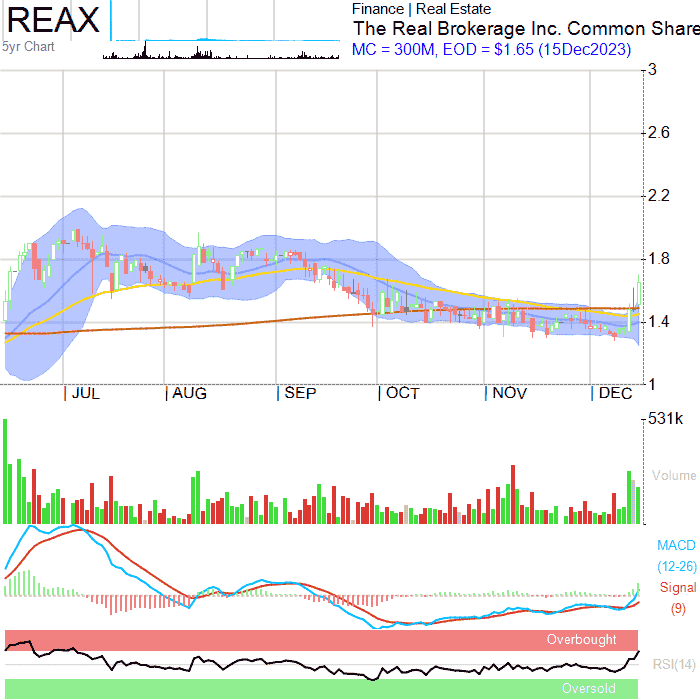 REAX
5yr Chart
Finance | Real Estate
The Real Brokerage Inc. Common Share
MC = 300M, EOD = $1.65 (15Dec2023)
3
2.6
2.2
1.8
1.4
1
JUL AUG SEP OCT NOV DEC
531k
Volume
MACD
(12-26)
Signal
(9)
Overbought
RSI(14)
Oversold